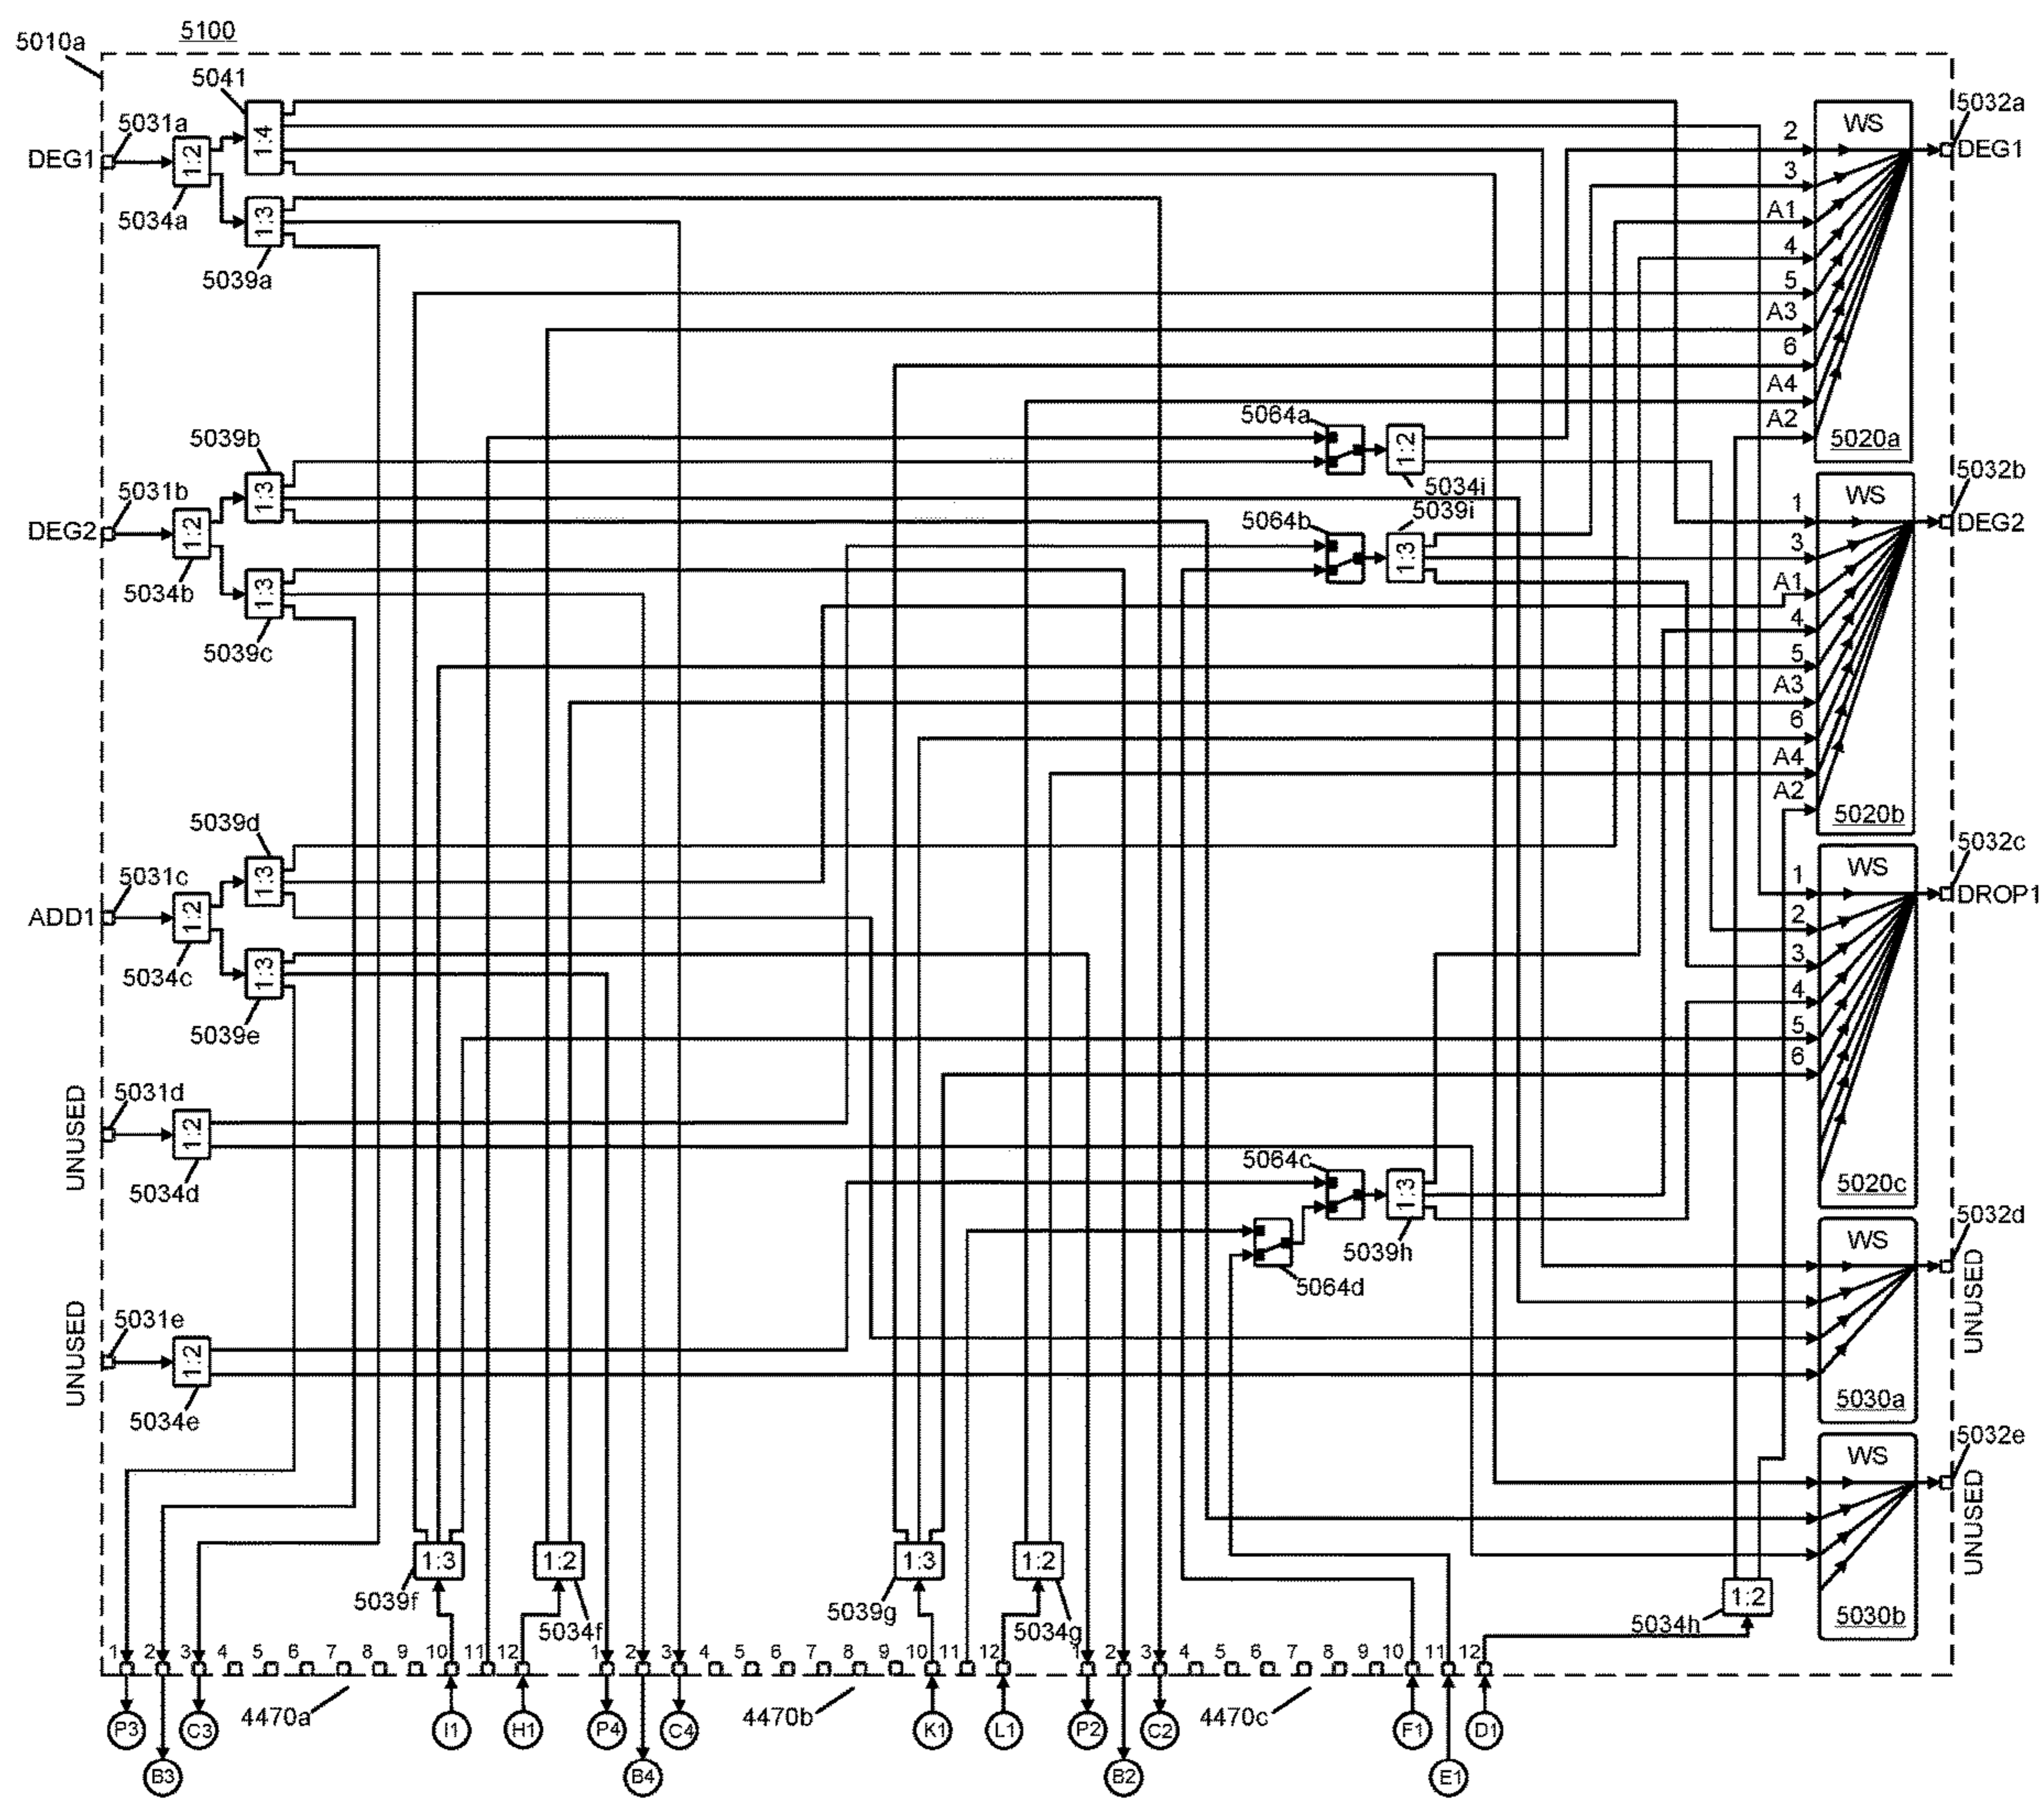 5100
5010a
5041
5031a
DEG1
1:2
1:4
5034a
1:3
5039a
2
3
A1
4
5
A3
6
A4
A2
WS
5020a
5032a
DEG1
5039b
5031b
DEG2
1:2
1:3
5034b
1:3
5039c
5064a
1:2
5034i
5064b
5039i
1:3
1
3
A1
4
5
A3
6
A4
A2
WS
5020b
5032b
DEG2
5039d
5031c
ADD1
1:2
1:3
5034c
1:3
5039e
1
2
3
4
5
6
WS
5020c
5032c
DROP1
UNUSED
5031d
1:2
5034d
5064c
1:3
5039h
5064d
WS
5030a
5032d
UNUSED
UNUSED
5031e
1:2
5034e
WS
5030b
5032e
UNUSED
1:3
5039f
1:2
5034f
1:3
5039g
1:2
5034g
1:2
5034h
1 2 3 4 5 6 7 8 9 10 11 12
1 2 3 4 5 6 7 8 9 10 11 12
1 2 3 4 5 6 7 8 9 10 11 12
4470a
4470b
4470c
P3
C3
I1
H1
P4
C4
K1
L1
P2
C2
F1
D1
B3
B4
B2
E1